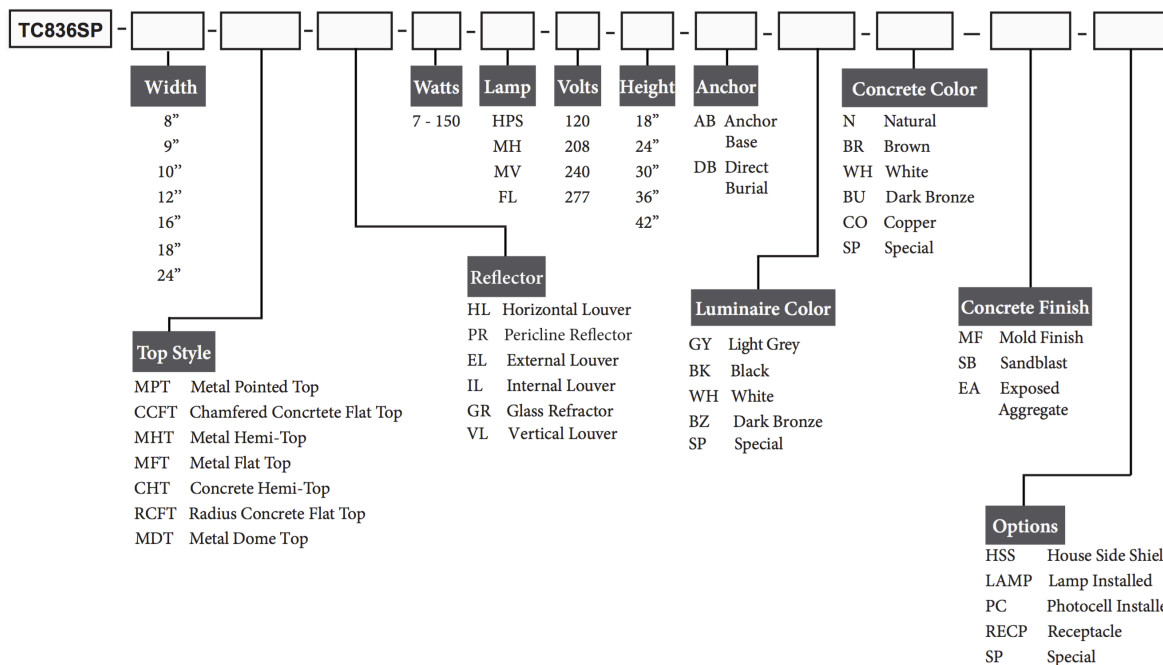 TC836SP - - - - - - - - - - — -
Width
8”
9”
10’’
12’’
16”
18”
24”
Top Style
MPT Metal Pointed Top
CCFT Chamfered Concrtete Flat Top
MHT Metal Hemi-Top
MFT Metal Flat Top
CHT Concrete Hemi-Top
RCFT Radius Concrete Flat Top
MDT Metal Dome Top
Reflector
HL Horizontal Louver
PR Pericline Reflector
EL External Louver
IL Internal Louver
GR Glass Refractor
VL Vertical Louver
Watts
7 - 150
Lamp
HPS
MH
MV
FL
Volts
120
208
240
277
Height
18”
24”
30”
36”
42”
Anchor
AB Anchor
Base
DB Direct
Burial
Luminaire Color
GY Light Grey
BK Black
WH White
BZ Dark Bronze
SP Special
Concrete Color
N Natural
BR Brown
WH White
BU Dark Bronze
CO Copper
SP Special
Concrete Finish
MF Mold Finish
SB Sandblast
EA Exposed
Aggregate
Options
HSS House Side Shiel
LAMP Lamp Installed
PC Photocell Installe
RECP Receptacle
SP Special